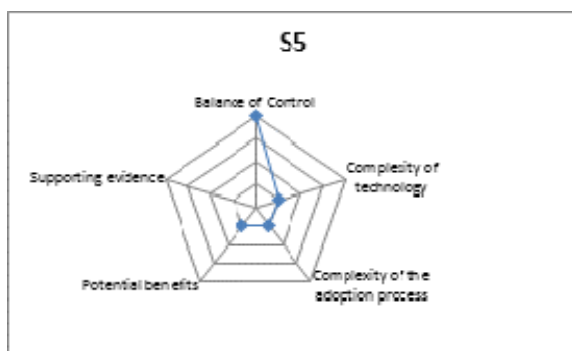 S5
Balance of Control
Complexity of
technology
Complexity of the
adoption process
Potential benefits
Supporting evidence